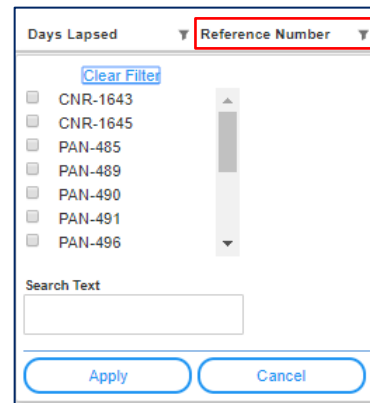 Days Lapsed Reference Number
Clear Filter
CNR-1643
CNR-1645
PAN-485
PAN-489
PAN-490
PAN-491
PAN-496
Search Text
Apply Cancel